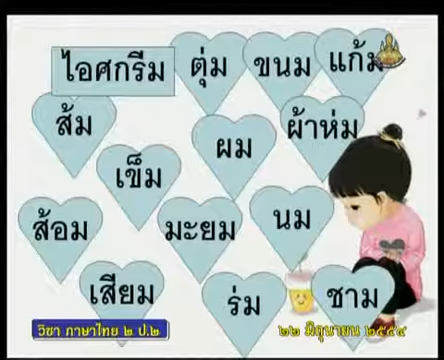 ไอศกรีม ตุ่ม ขนม แก้ม
ส้ม ผม ผ้าห่ม
เข็ม
ส้อม มะยม นม
เสียม ร่ม ชาม
วิชา ภาษาไทย ๒ ป.๒ ๒๒ มิถุนายน ๒๕๕๔